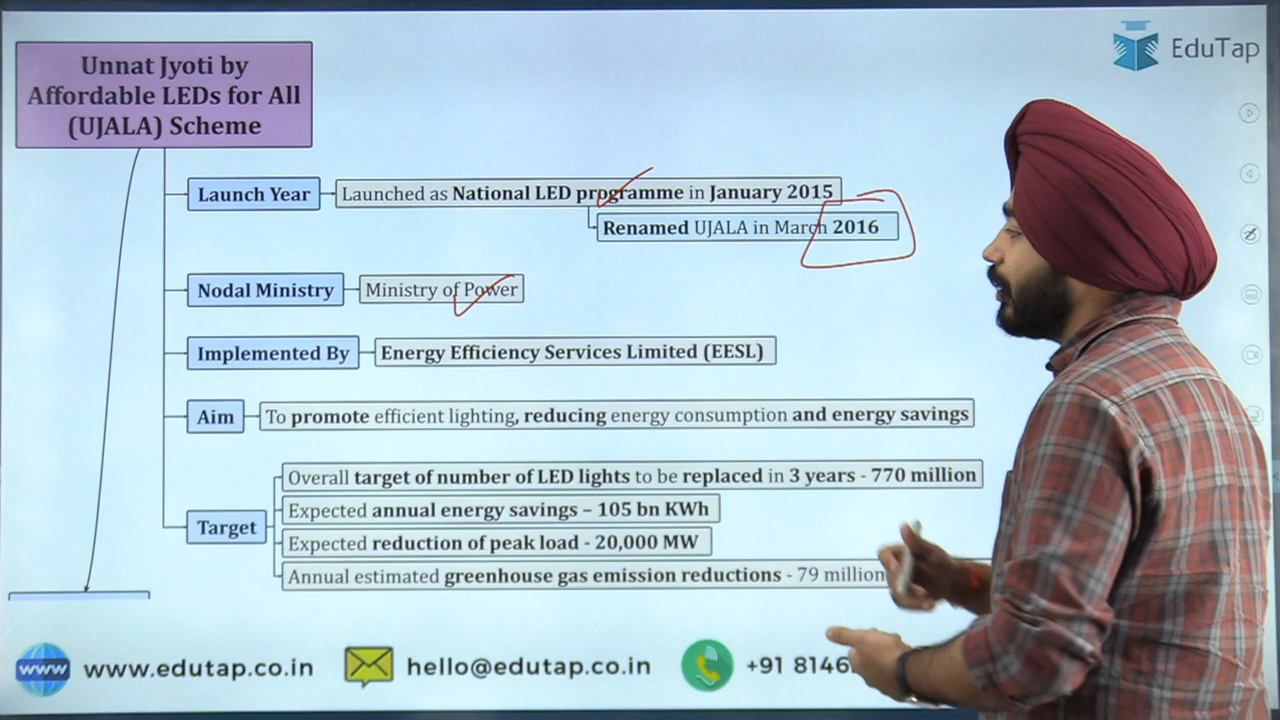 EduTap
Unnat Jyoti by
Affordable LEDs for All
(UJALA) Scheme
Launch Year
Launched as National LED programme in January 2015
Renamed UJALA in March 2016
Nodal Ministry
Ministry of Power
Implemented By
Energy Efficiency Services Limited (EESL)
Aim
To promote efficient lighting, reducing energy consumption and energy savings
Target
Overall target of number of LED lights to be replaced in 3 years - 770 million
Expected annual energy savings – 105 bn KWh
Expected reduction of peak load - 20,000 MW
Annual estimated greenhouse gas emission reductions - 79 million
www
www.edutap.co.in
hello@edutap.co.in
+91 8146